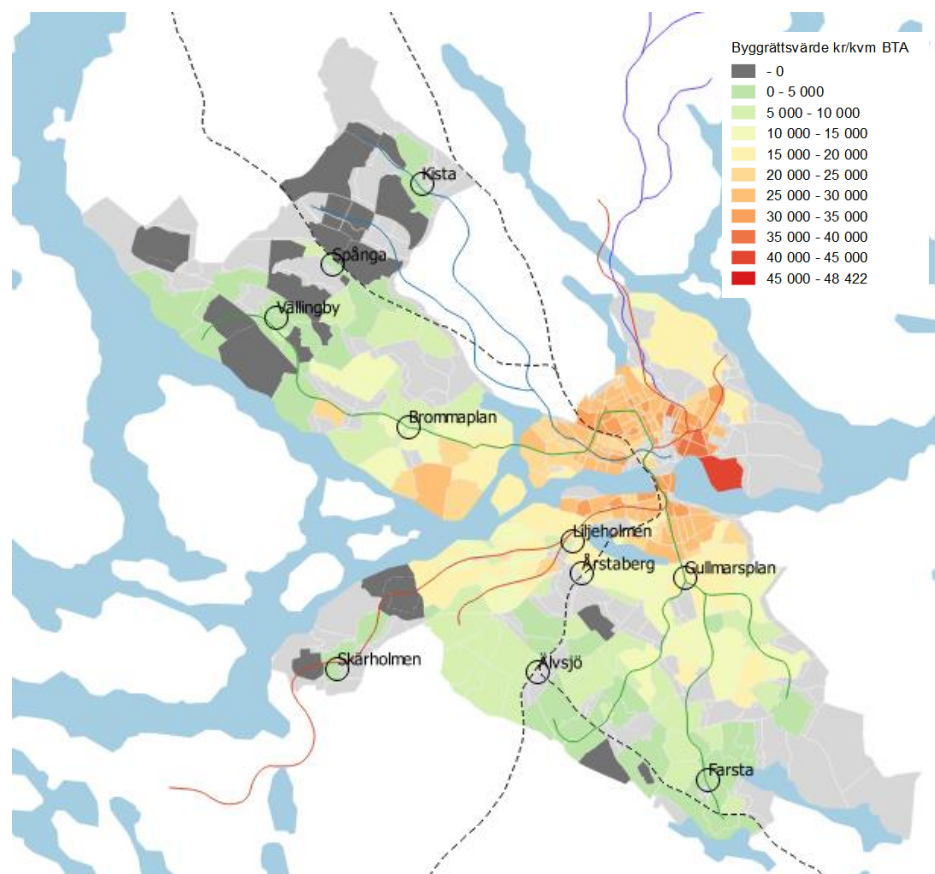 Byggrättsvärde kr/kvm BTA
- 0
0 - 5 000
5 000 - 10 000
10 000 - 15 000
15 000 - 20 000
20 000 - 25 000
25 000 - 30 000
30 000 - 35 000
35 000 - 40 000
40 000 - 45 000
45 000 - 48 422
Kista
Spånga
Vällingby
Brommaplan
Liljeholmen
Årstaberg
Gullmarsplan
Skärholmen
Älvsjö
Farsta